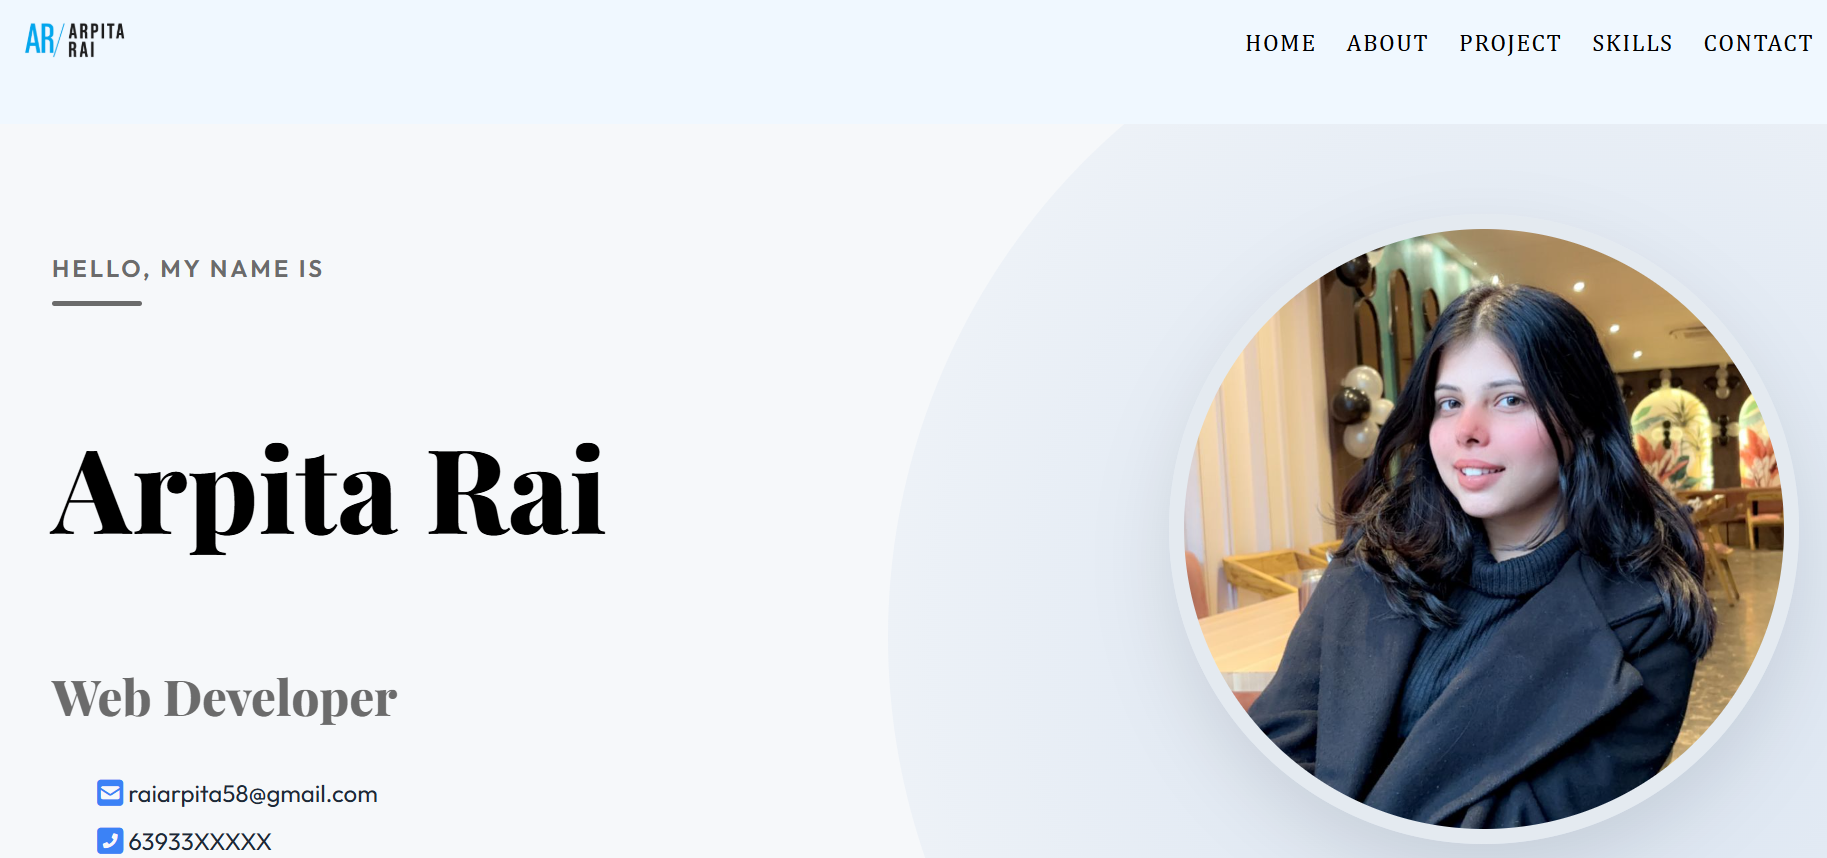 AR/ ARPITA
RAI
HOME ABOUT PROJECT SKILLS CONTACT
HELLO, MY NAME IS
Arpita Rai
Web Developer
raiarpita58@gmail.com
63933XXXXX